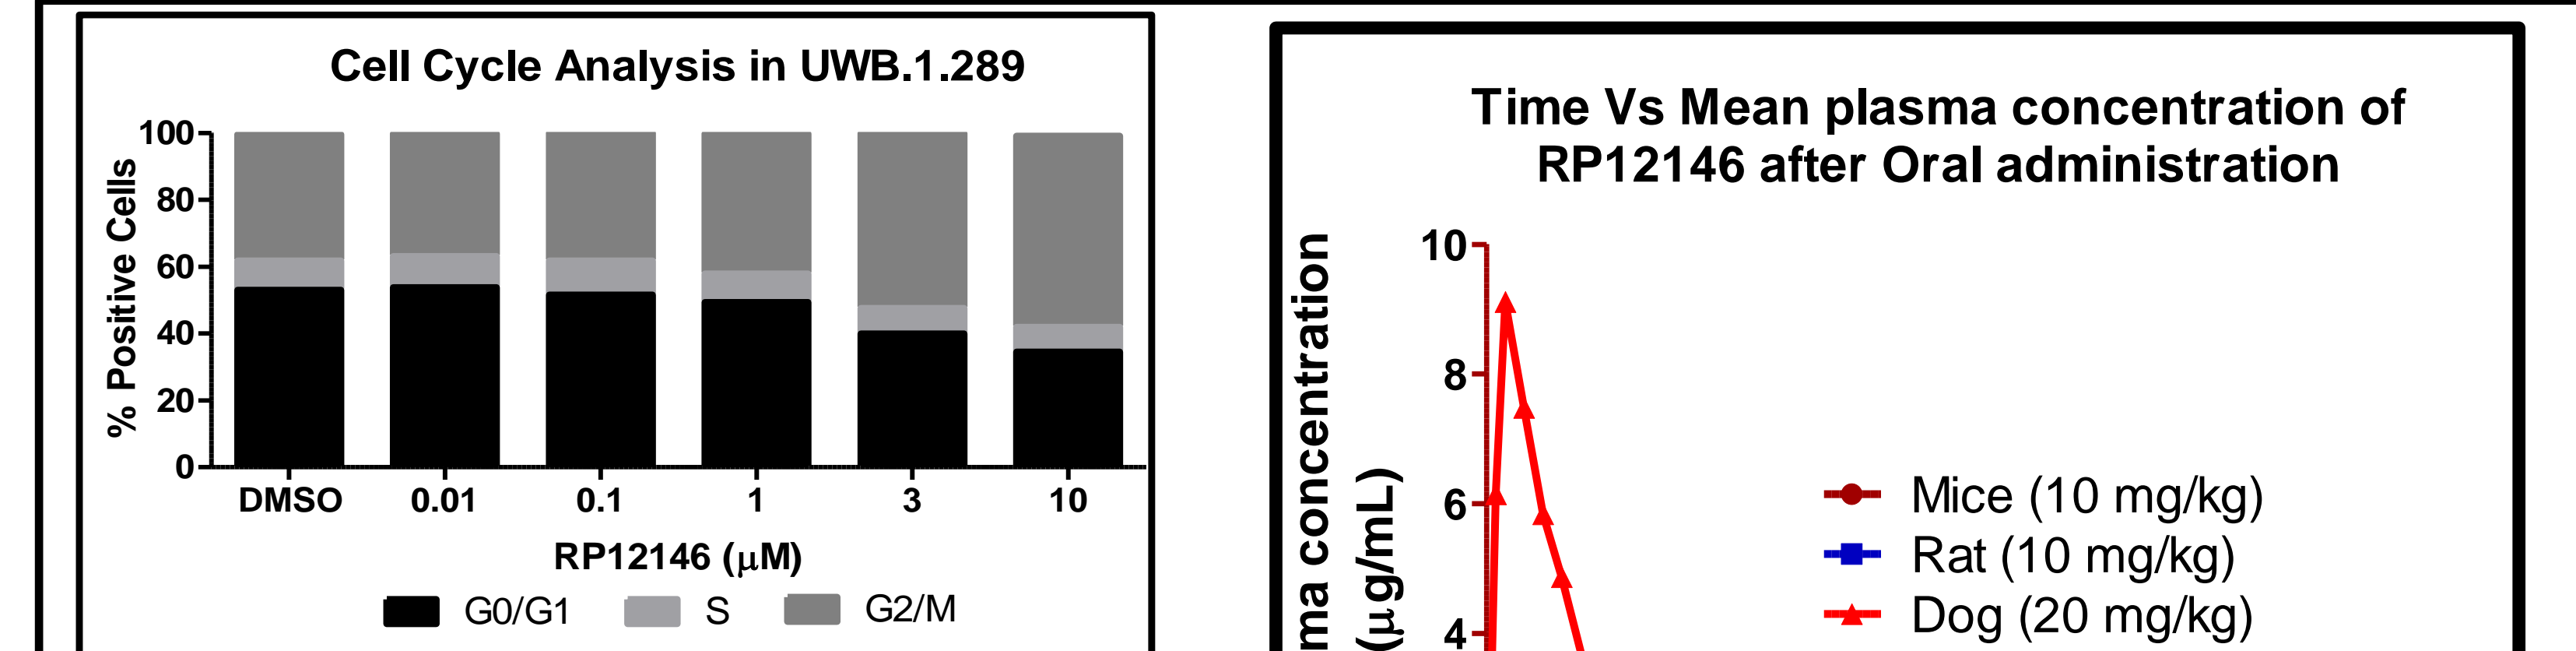 Cell Cycle Analysis in UWB.1.289
% Positive Cells
100
80
60
40
20
0
DMSO 0.01 0.1 1 3 10
RP12146 (μM)
G0/G1 S G2/M
Time Vs Mean plasma concentration of
RP12146 after Oral administration
concentration
(μg/mL)
10
8
6
4
Mice (10 mg/kg)
Rat (10 mg/kg)
Dog (20 mg/kg)